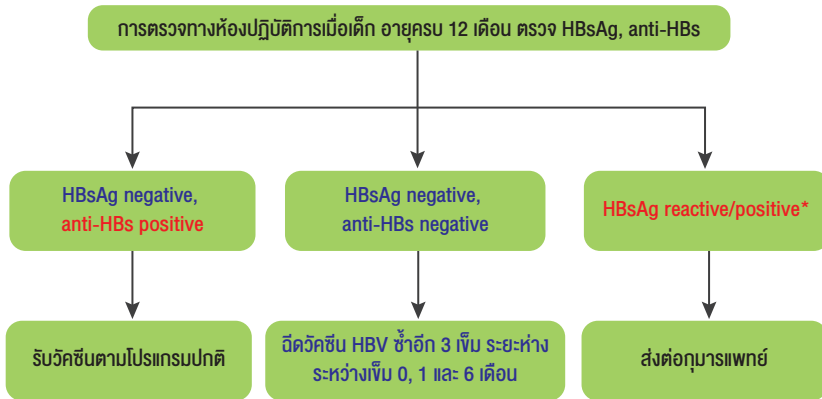 การตรวจทางห้องปฏิบัติการเมื่อเด็ก อายุครบ 12 เดือน ตรวจ HBsAg, anti-HBs
HBsAg negative,
anti-HBs positive
HBsAg negative,
anti-HBs negative
HBsAg reactive/positive*
รับวัคซีนตามโปรแกรมปกติ
ฉีดวัคซีน HBV ซ้ำอีก 3 เข็ม ระยะห่าง
ระหว่างเข็ม 0, 1 และ 6 เดือน
ส่งต่อกุมารแพทย์